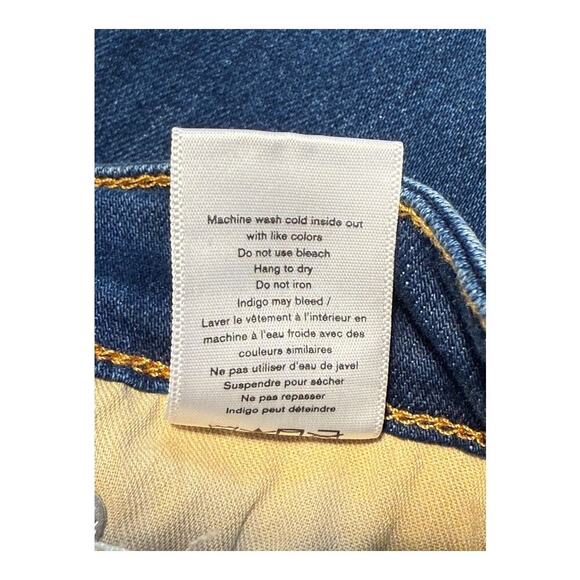 Machine wash cold inside out
with like colors
Do not use bleach
Hang to dry
Do not iron
Indigo may bleed /
Laver le vêtement à l'intérieur en
machine à l'eau froide avec des
couleurs similaires
Ne pas utiliser d'eau de javel
Suspendre pour sécher
Ne pas repasser
Indigo peut déteindre